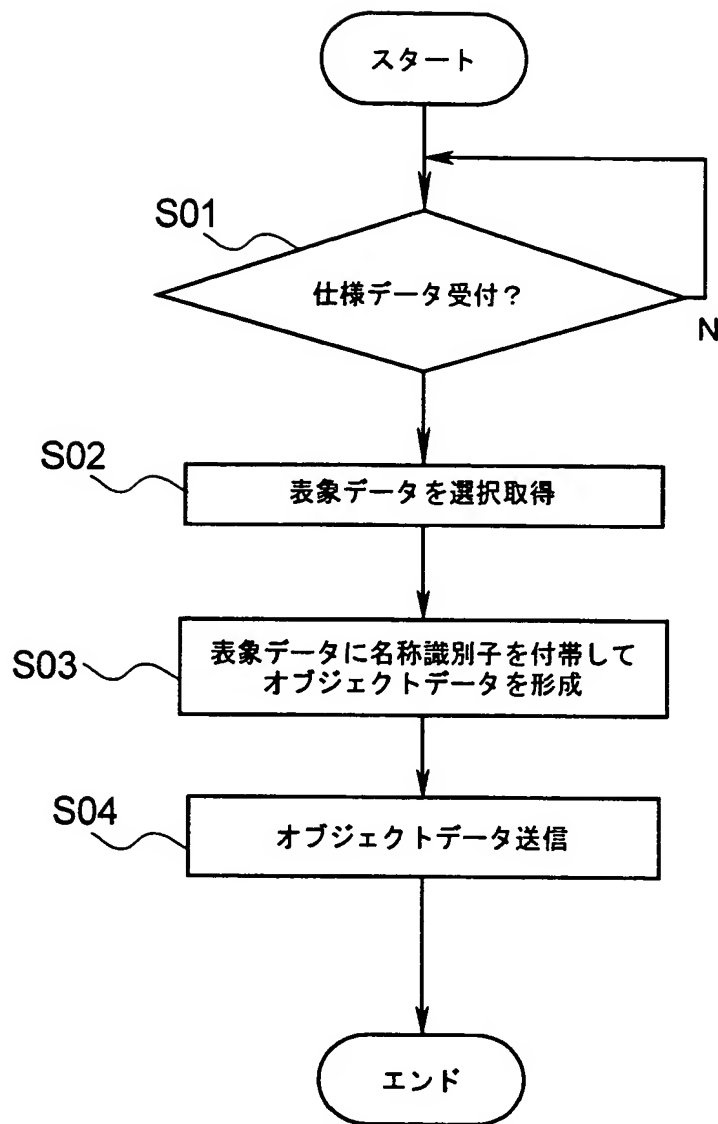 スタート
S01
仕様データ受付？
N
S02
表象データを選択取得
S03
表象データに名称識別子を付帯して
オブジェクトデータを形成
S04
オブジェクトデータ送信
エンド